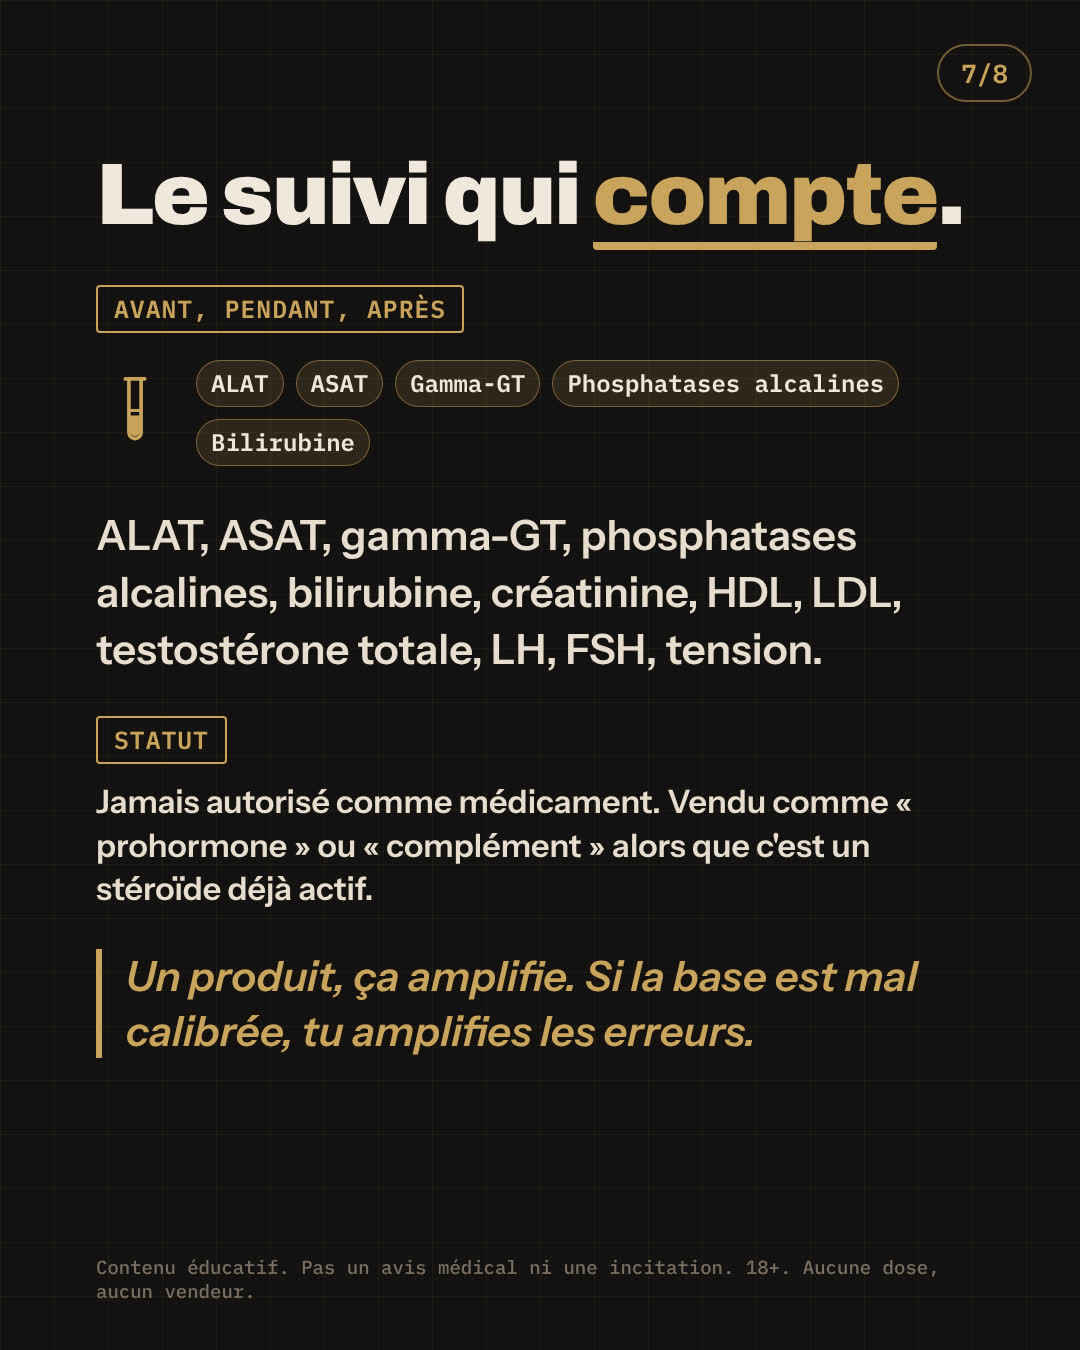 7/8
Le suivi qui compte.
AVANT, PENDANT, APRÈS
ALAT ASAT Gamma-GT Phosphatases alcalines
Bilirubine
ALAT, ASAT, gamma-GT, phosphatases
alcalines, bilirubine, créatinine, HDL, LDL,
testostérone totale, LH, FSH, tension.
STATUT
Jamais autorisé comme médicament. Vendu comme «
prohormone » ou « complément » alors que c'est un
stéroïde déjà actif.
Un produit, ça amplifie. Si la base est mal
calibrée, tu amplifies les erreurs.
Contenu éducatif. Pas un avis médical ni une incitation. 18+. Aucune dose,
aucun vendeur.